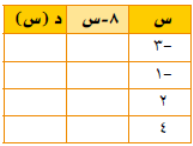 س ٨-س د (س)
٣-
١-
٢
٤